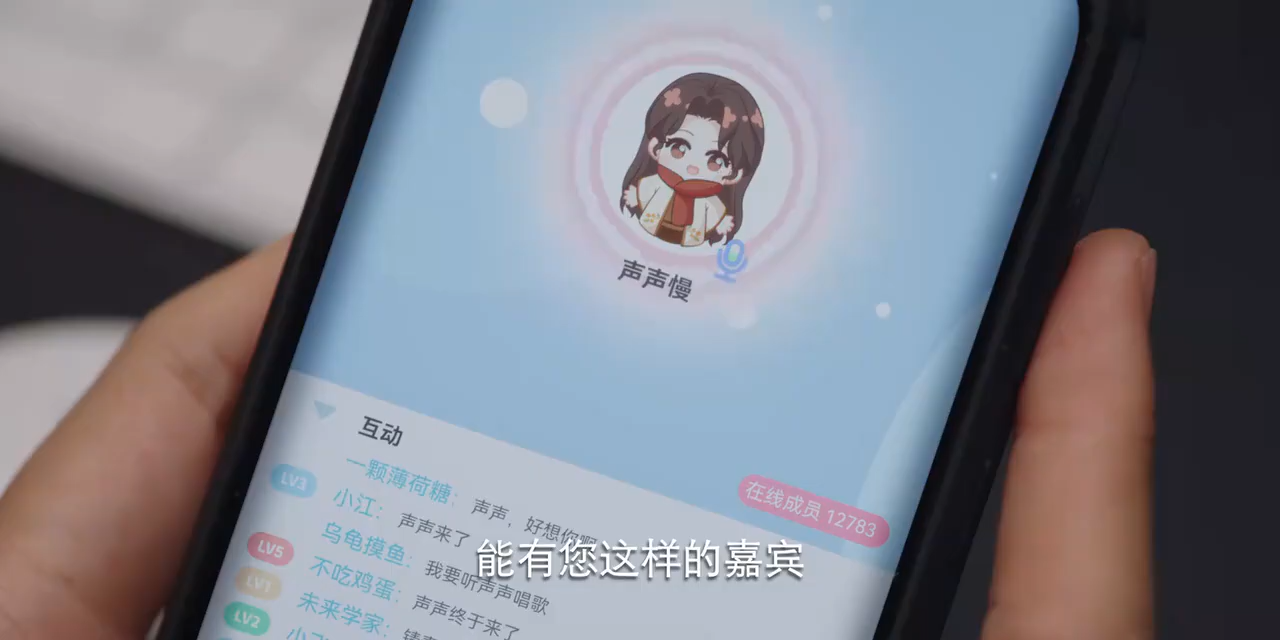 声声慢
互动
在线成员 12783
一颗薄荷糖： 声声，好想你啊
LV3 小江： 声声来了
乌龟摸鱼： 我要听声声唱歌
LV5 不吃鸡蛋： 声声终于来了
LV1 未来学家：
LV2
能有您这样的嘉宾